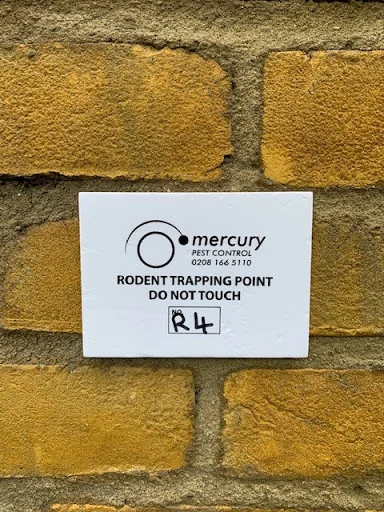 mercury
PEST CONTROL
0208 166 5110
RODENT TRAPPING POINT
DO NOT TOUCH
NO.
R4